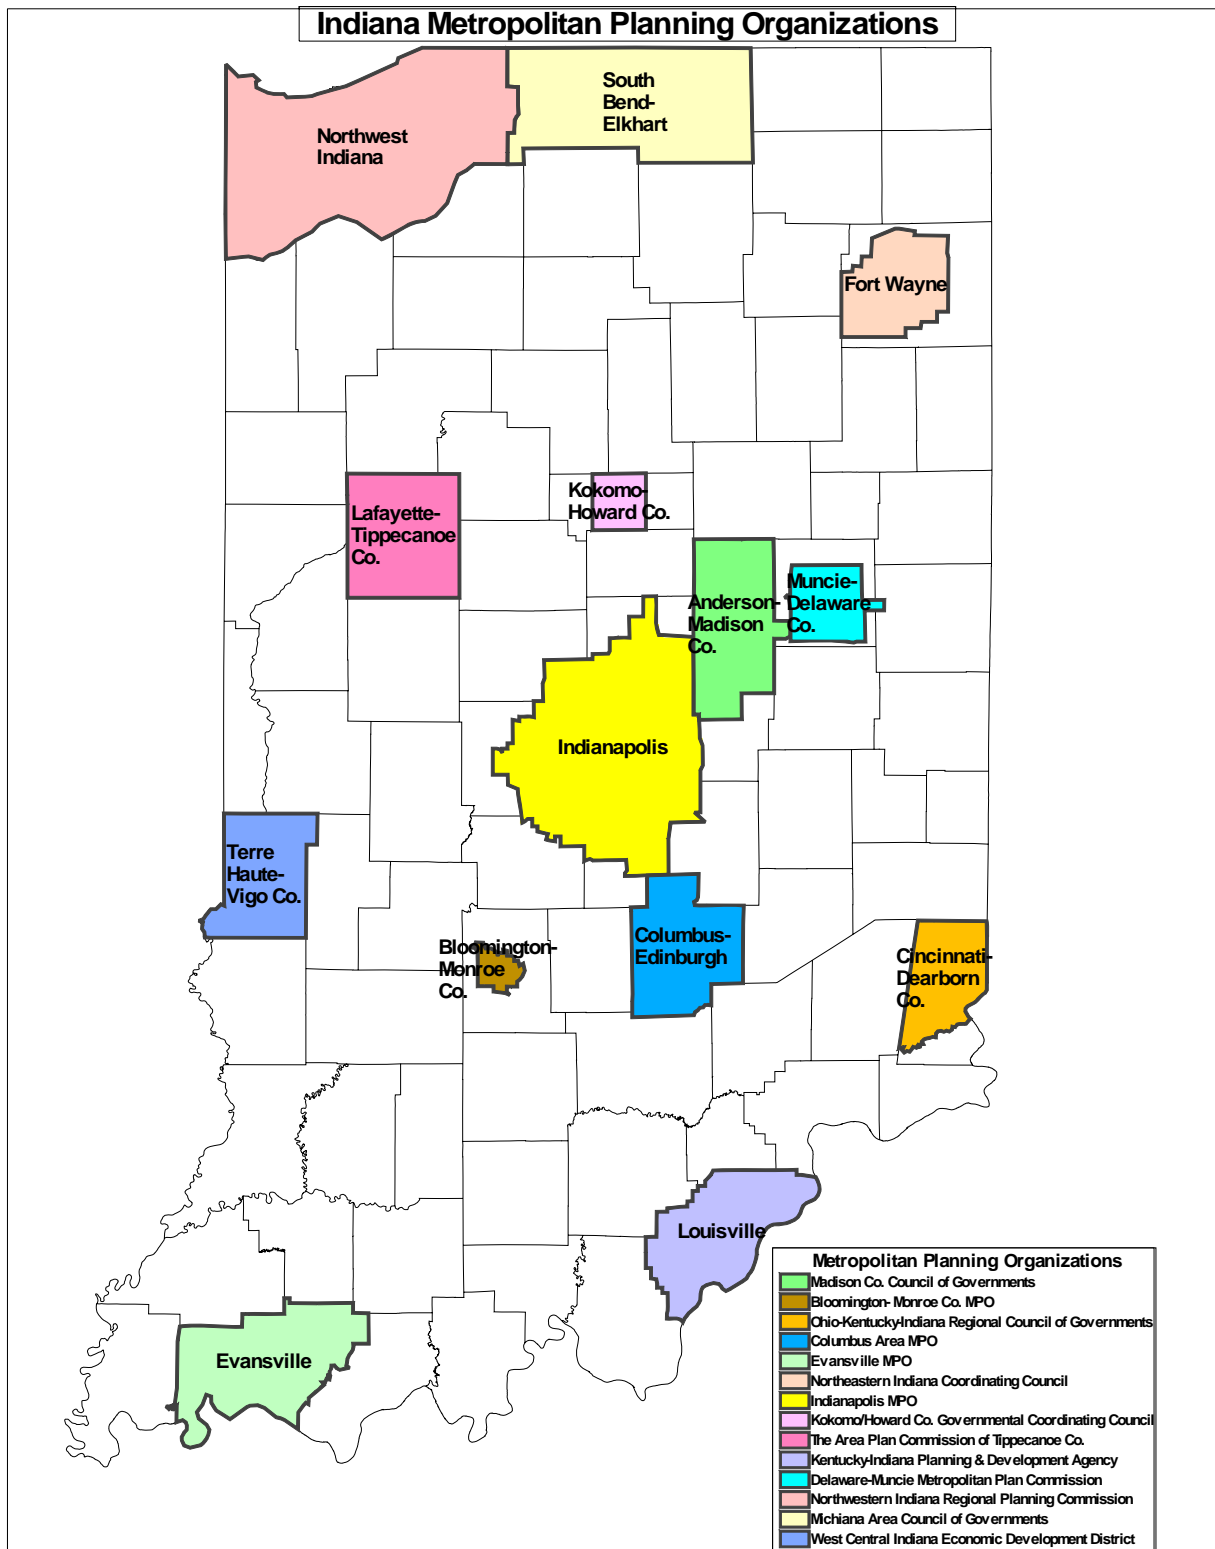 Indiana Metropolitan Planning Organizations
South
Bend-
Elkhart
Northwest
Indiana
Fort Wayne
Kokomo-
Howard Co.
Lafayette-
Tippecanoe
Co.
Muncie-
Delaware
Co.
Anderson-
Madison
Co.
Indianapolis
Terre
Haute-
Vigo Co.
Columbus-
Edinburgh
Bloomington-
Monroe
Co.
Cincinnati-
Dearborn
Co.
Louisville
Evansville
Metropolitan Planning Organizations
Madison Co. Council of Governments
Bloomington- Monroe Co. MPO
Ohio-Kentucky-Indiana Regional Council of Governments
Columbus Area MPO
Evansville MPO
Northeastern Indiana Coordinating Council
Indianapolis MPO
Kokomo/Howard Co. Governmental Coordinating Council
The Area Plan Commission of Tippecanoe Co.
Kentucky-Indiana Planning & Development Agency
Delaware-Muncie Metropolitan Plan Commission
Northwestern Indiana Regional Planning Commission
Michiana Area Council of Governments
West Central Indiana Economic Development District